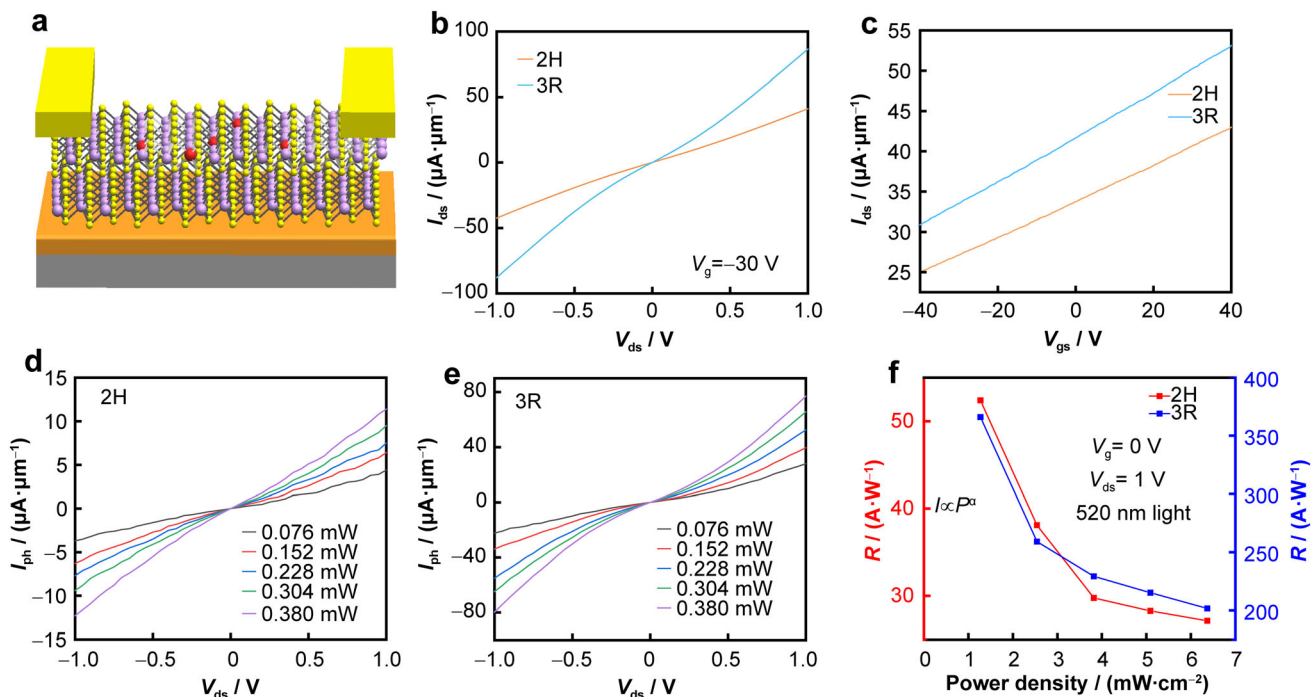 a
b
2H
3R
I_ds / (μA·μm⁻¹)
100
50
0
−50
−100
V_g=−30 V
−1.0 −0.5 0 0.5 1.0
V_ds / V
c
2H
3R
I_ds / (μA·μm⁻¹)
55
50
45
40
35
30
25
−40 −20 0 20 40
V_gs / V
d
2H
I_ph / (μA·μm⁻¹)
15
10
5
0
−5
−10
−15
0.076 mW
0.152 mW
0.228 mW
0.304 mW
0.380 mW
−1.0 −0.5 0 0.5 1.0
V_ds / V
e
3R
I_ph / (μA·μm⁻¹)
80
40
0
−40
−80
0.076 mW
0.152 mW
0.228 mW
0.304 mW
0.380 mW
−1.0 −0.5 0 0.5 1.0
V_ds / V
f
2H
3R
V_g= 0 V
V_ds= 1 V
520 nm light
I∝P^α
R / (A·W⁻¹)
50
40
30
R / (A·W⁻¹)
400
350
300
250
200
0 1 2 3 4 5 6 7
Power density / (mW·cm⁻²)